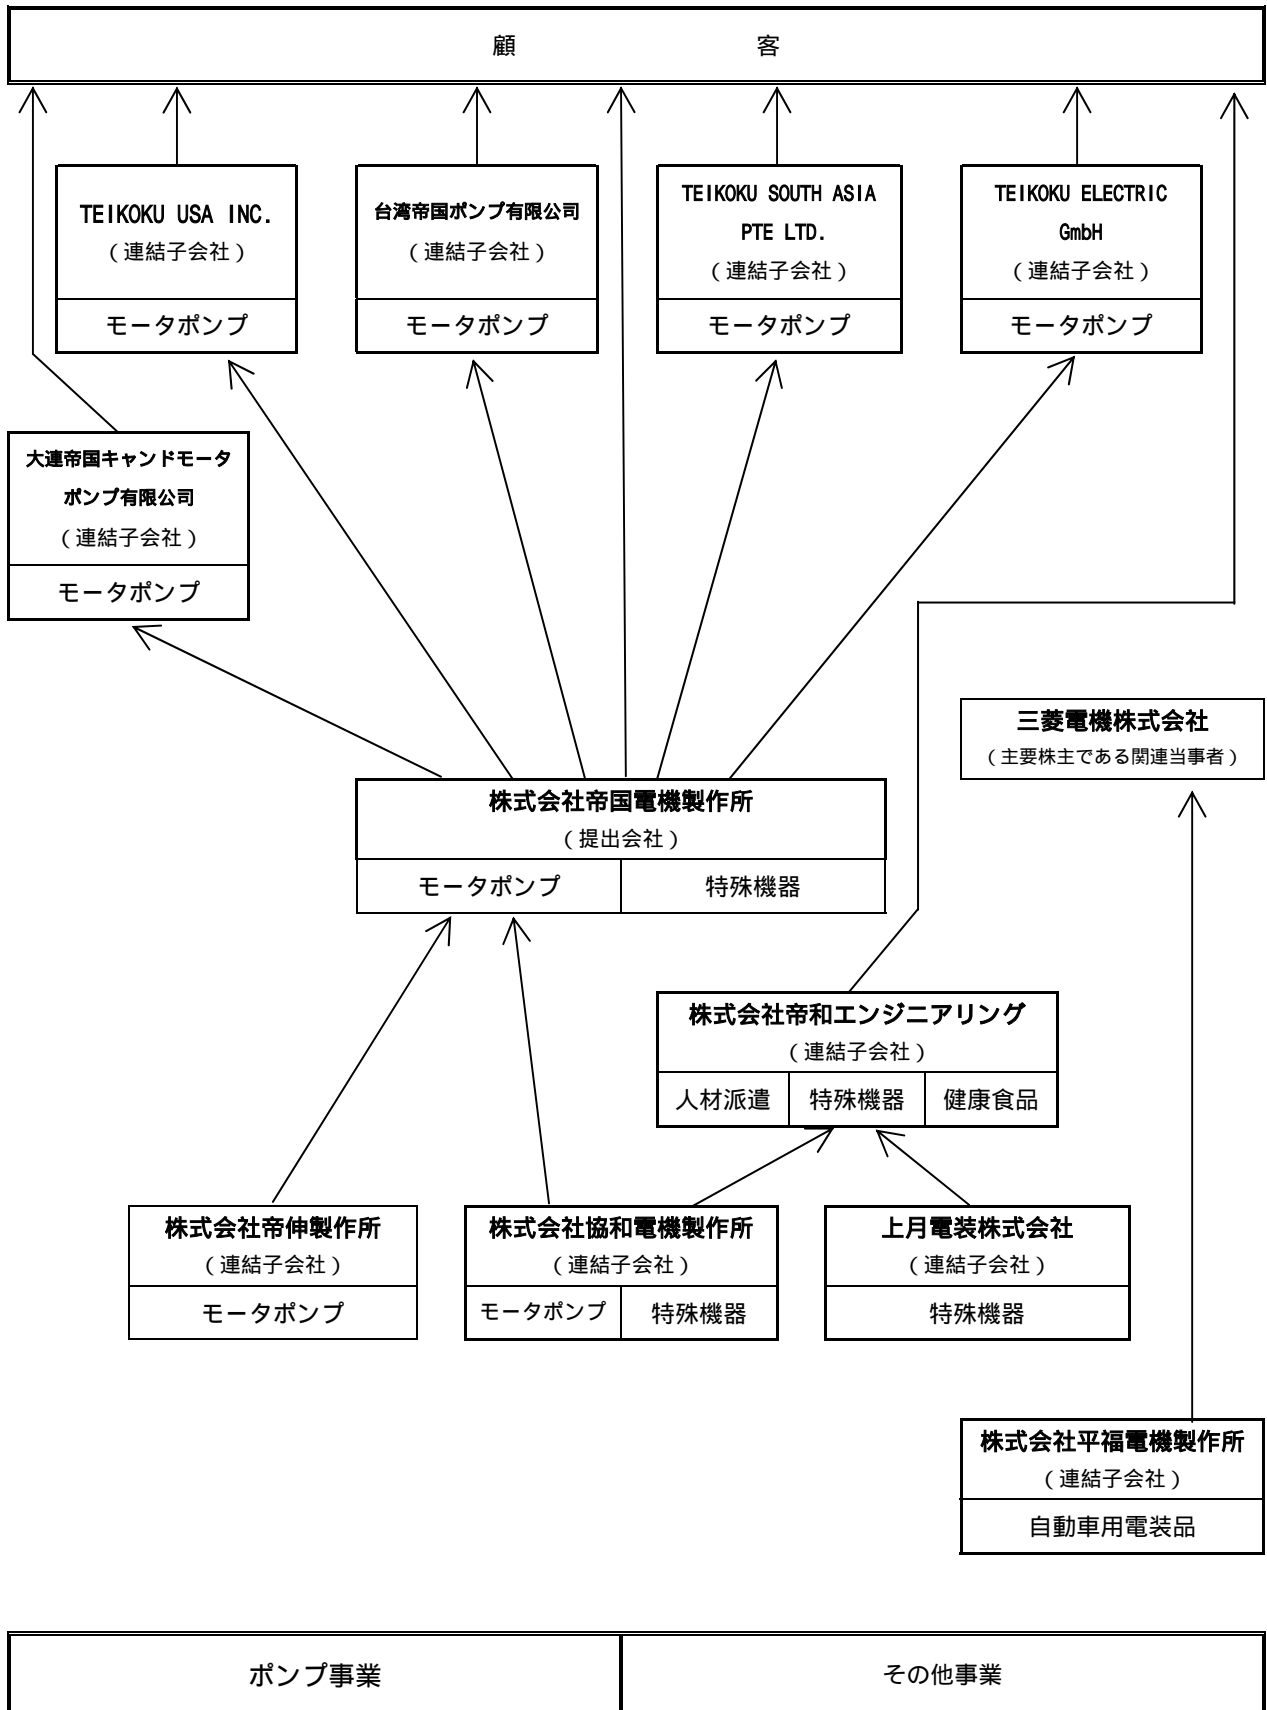 顧 客
TEIKOKU USA INC.
（連結子会社）
モータポンプ
台湾帝国ポンプ有限公司
（連結子会社）
モータポンプ
TEIKOKU SOUTH ASIA
PTE LTD.
（連結子会社）
モータポンプ
TEIKOKU ELECTRIC
GmbH
（連結子会社）
モータポンプ
大連帝国キャンドモータ
ポンプ有限公司
（連結子会社）
モータポンプ
三菱電機株式会社
（主要株主である関連当事者）
株式会社帝国電機製作所
（提出会社）
モータポンプ 特殊機器
株式会社帝和エンジニアリング
（連結子会社）
人材派遣 特殊機器 健康食品
株式会社帝伸製作所
（連結子会社）
モータポンプ
株式会社協和電機製作所
（連結子会社）
モータポンプ 特殊機器
上月電装株式会社
（連結子会社）
特殊機器
株式会社平福電機製作所
（連結子会社）
自動車用電装品
ポンプ事業 その他事業